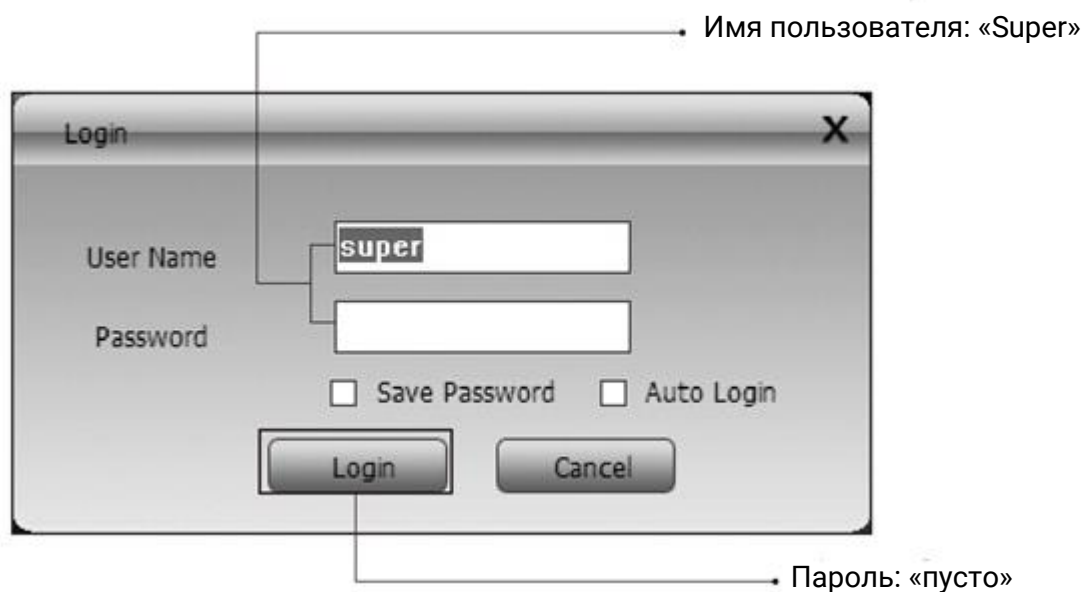 Имя пользователя: «Super»
Login
X
User Name
super
Password
Save Password
Auto Login
Login
Cancel
Пароль: «пусто»